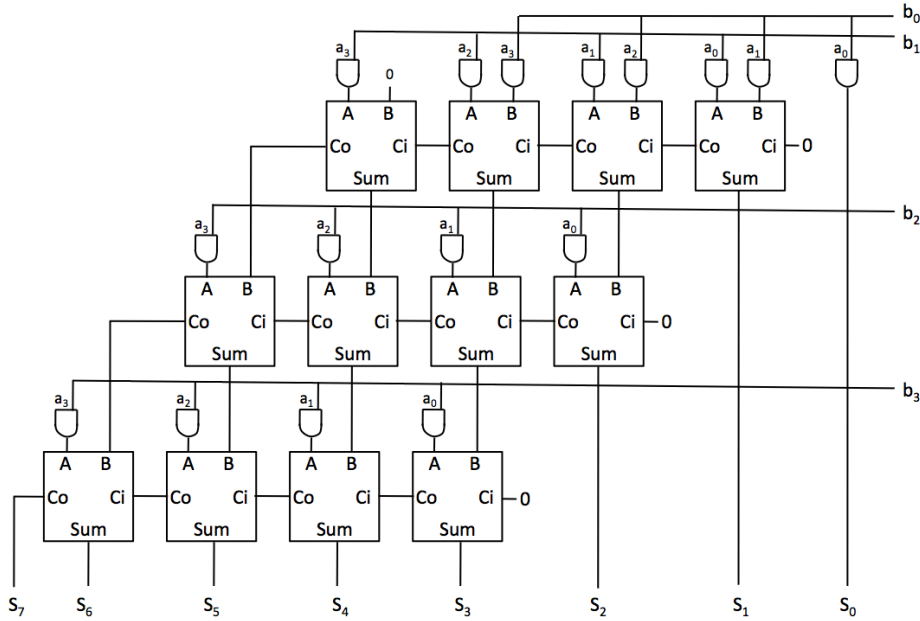 b₀
b₁
a₃ a₂ a₃ a₁ a₂ a₀ a₁ a₀
0
A B A B A B A B
Co Ci Co Ci Co Ci Co Ci 0
Sum Sum Sum Sum
b₂
a₃ a₂ a₁ a₀
A B A B A B A B
Co Ci Co Ci Co Ci Co Ci 0
Sum Sum Sum Sum
b₃
a₃ a₂ a₁ a₀
A B A B A B A B
Co Ci Co Ci Co Ci Co Ci 0
Sum Sum Sum Sum
S₇ S₆ S₅ S₄ S₃ S₂ S₁ S₀